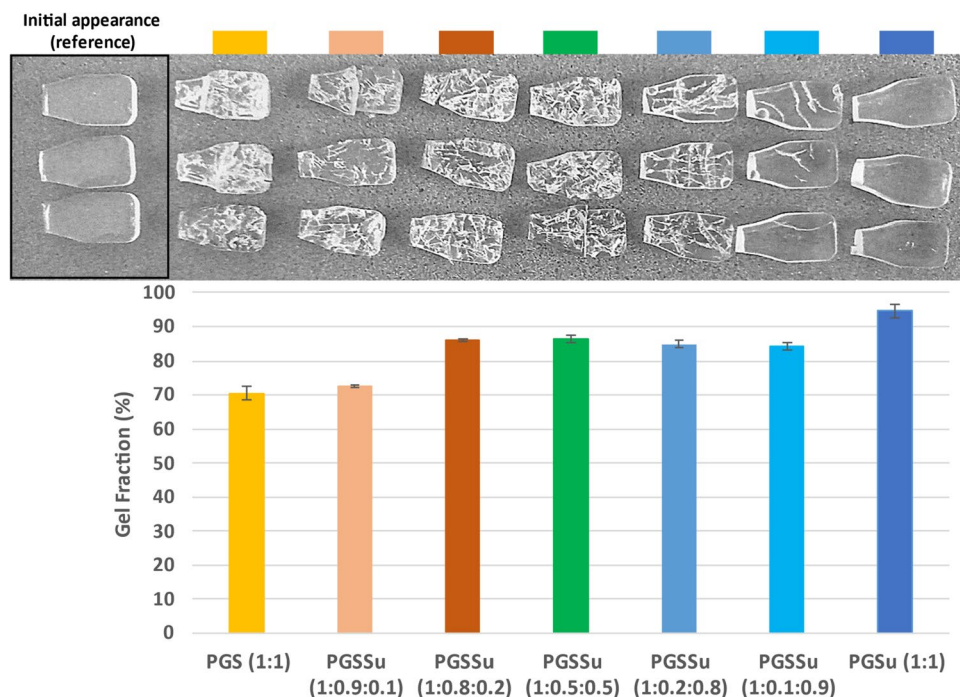 Initial appearance
(reference)
100
90
80
70
60
50
40
30
20
10
0
Gel Fraction (%)
PGS (1:1)
PGSSu
(1:0.9:0.1)
PGSSu
(1:0.8:0.2)
PGSSu
(1:0.5:0.5)
PGSSu
(1:0.2:0.8)
PGSSu
(1:0.1:0.9)
PGSu (1:1)